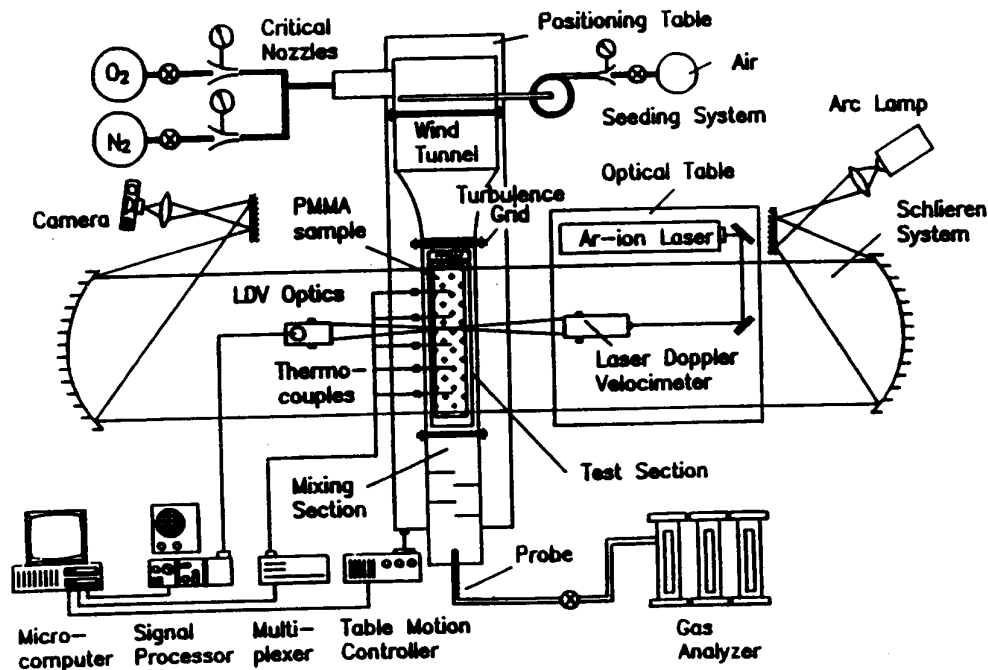 Critical
Nozzles
Positioning Table
O2
Air
N2
Seeding System
Arc Lamp
Wind
Tunnel
Optical Table
Camera
PMMA
sample
Turbulence
Grid
Schlieren
System
Ar-ion Laser
LDV Optics
Laser Doppler
Velocimeter
Thermo-
couples
Test Section
Mixing
Section
Probe
Micro-
computer
Signal
Processor
Multi-
plexer
Table Motion
Controller
Gas
Analyzer